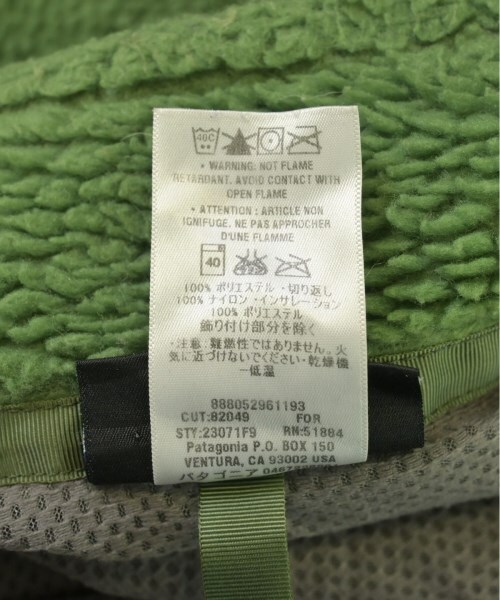 40C
• WARNING: NOT FLAME
RETARDANT. AVOID CONTACT WITH
OPEN FLAME
• ATTENTION : ARTICLE NON
IGNIFUGE. NE PAS APPROCHER
D'UNE FLAMME
40
100% ポリエステル・切り返し
100% ナイロン・インサレーション
100% ポリエステル
飾り付け部分を除く
・注意: 難燃性ではありません。火
気に近づけないでください・乾燥機
ー低温
888052961193
CUT:82049 FOR
STY:23071F9 RN:51884
Patagonia P.O. BOX 150
VENTURA, CA 93002 USA
パタゴニア